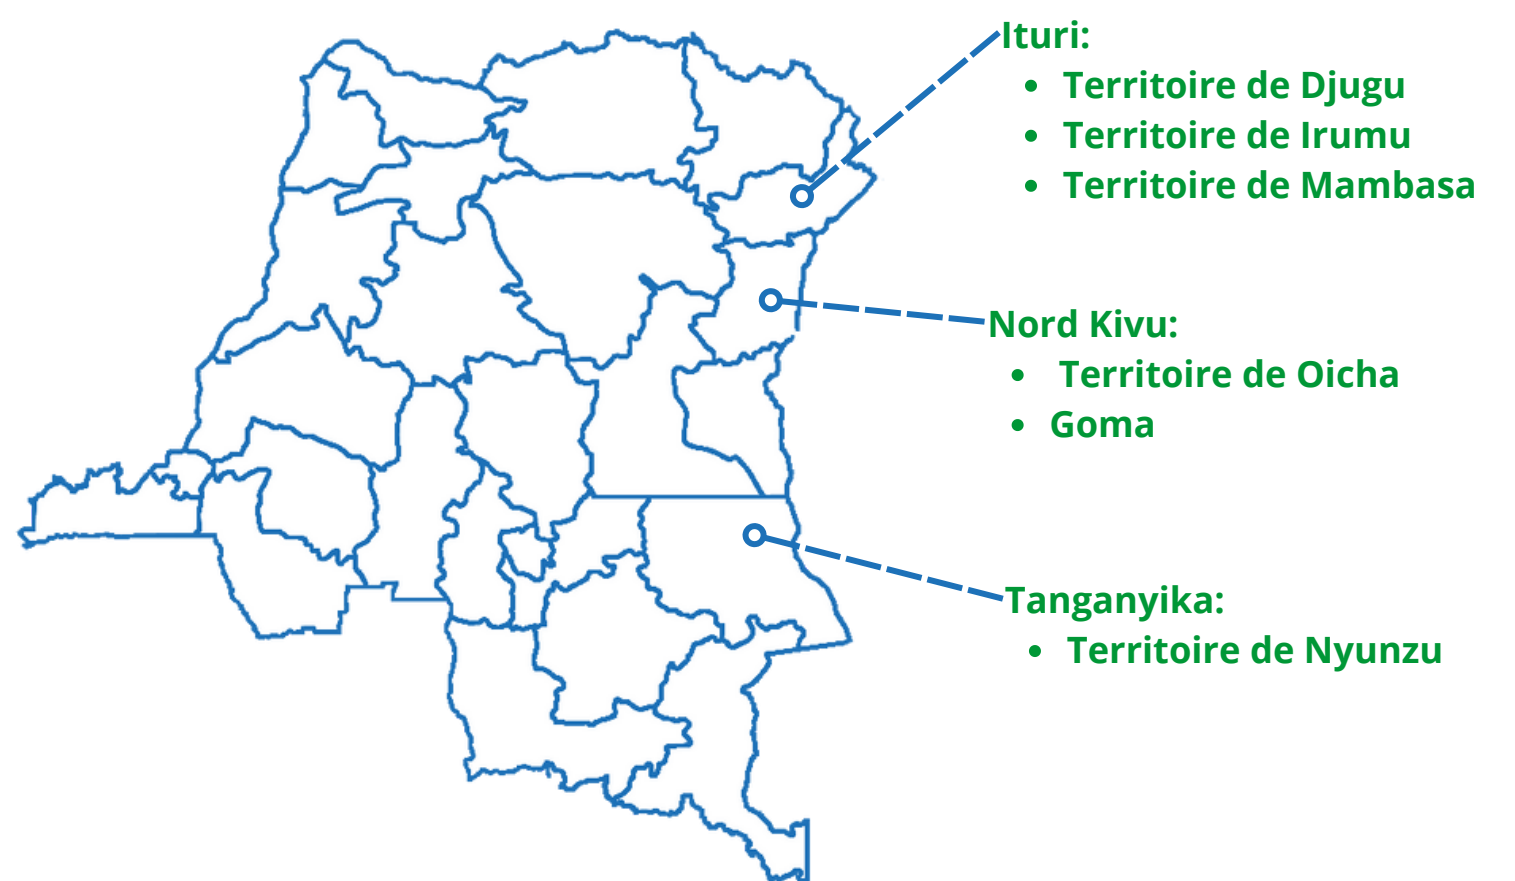 Ituri:
• Territoire de Djugu
• Territoire de Irumu
• Territoire de Mambasa
Nord Kivu:
• Territoire de Oicha
• Goma
Tanganyika:
• Territoire de Nyunzu